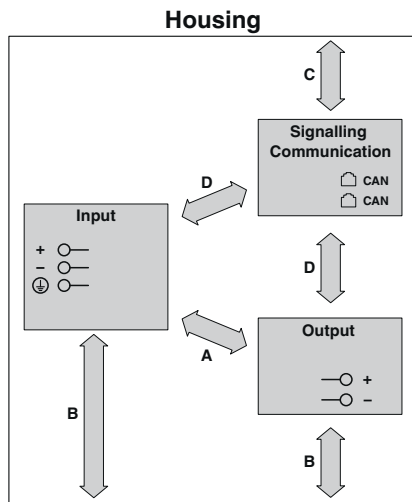 Housing
C
Signalling
Communication
CAN
CAN
D
Input
+
−
D
A
Output
+
−
B
B